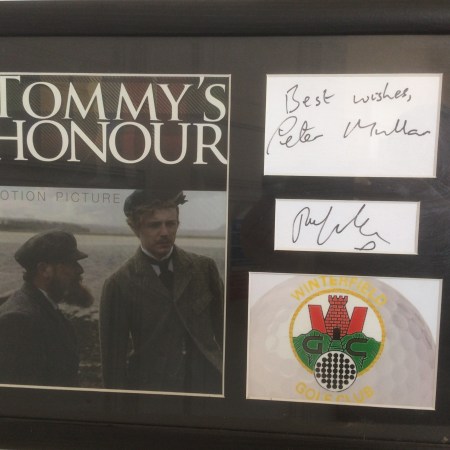 TOMMY'S
HONOUR
OTION PICTURE
Best wishes,
Peter Mullan
WINTERFIELD
W
G C
GOLF CLUB